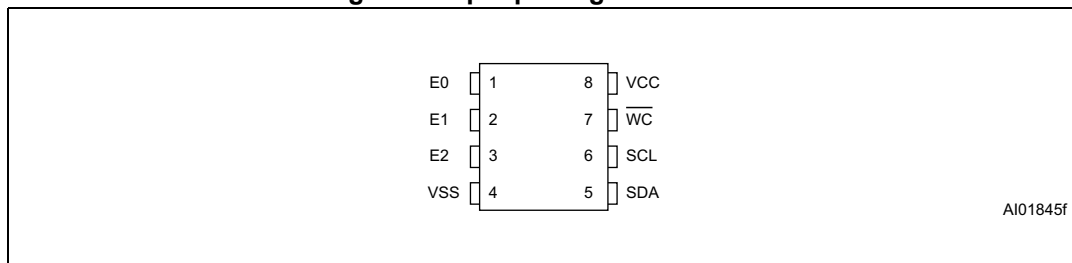 E0 1 8 VCC
E1 2 7 WC
E2 3 6 SCL
VSS 4 5 SDA
AI01845f